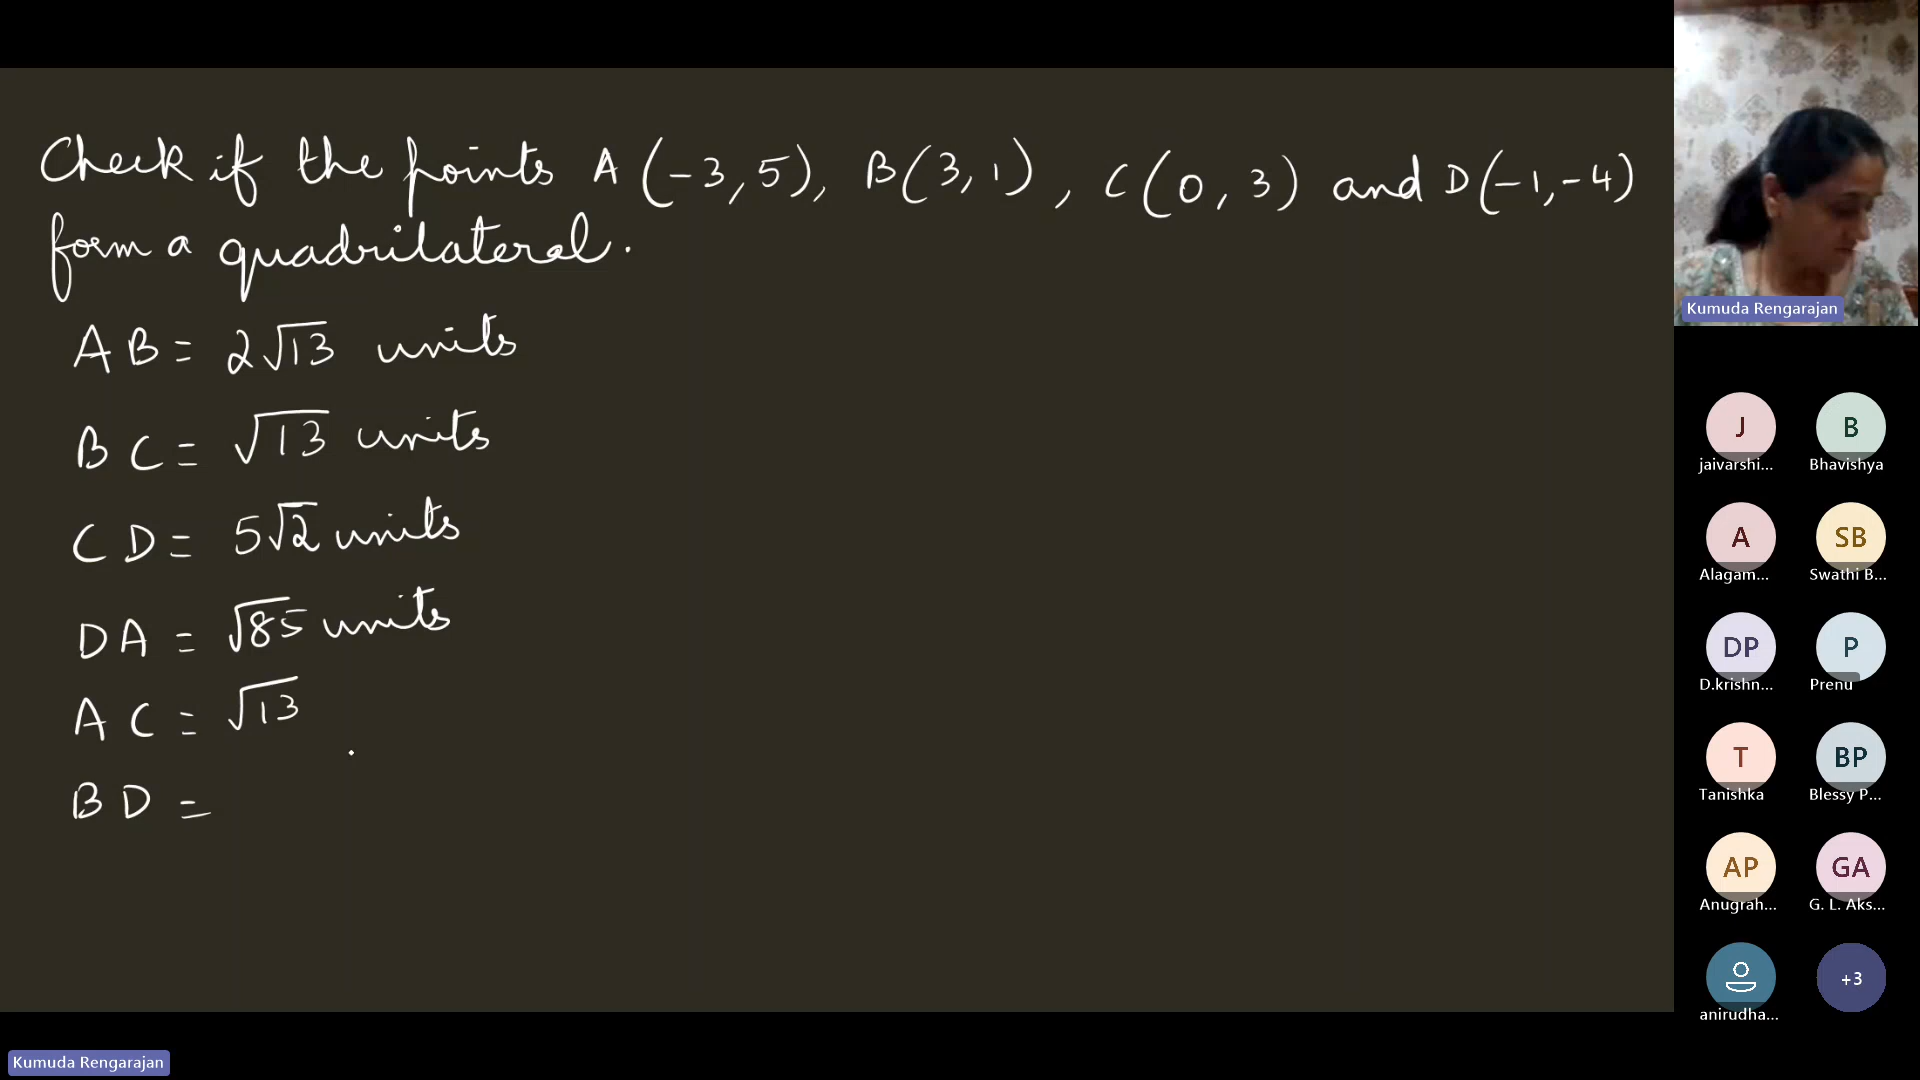 Check if the points A (-3, 5), B(3, 1), C(0, 3) and D(-1, -4)
form a quadrilateral.
AB = 2√13 units
BC = √13 units
CD = 5√2 units
DA = √85 units
AC = √13
BD =
Kumuda Rengarajan
J
jaivarshi...
B
Bhavishya
A
Alagam...
SB
Swathi B...
DP
D.krishn...
P
Prenu
T
Tanishka
BP
Blessy P...
AP
Anugrah...
GA
G. L. Aks...
anirudha...
+3
Kumuda Rengarajan